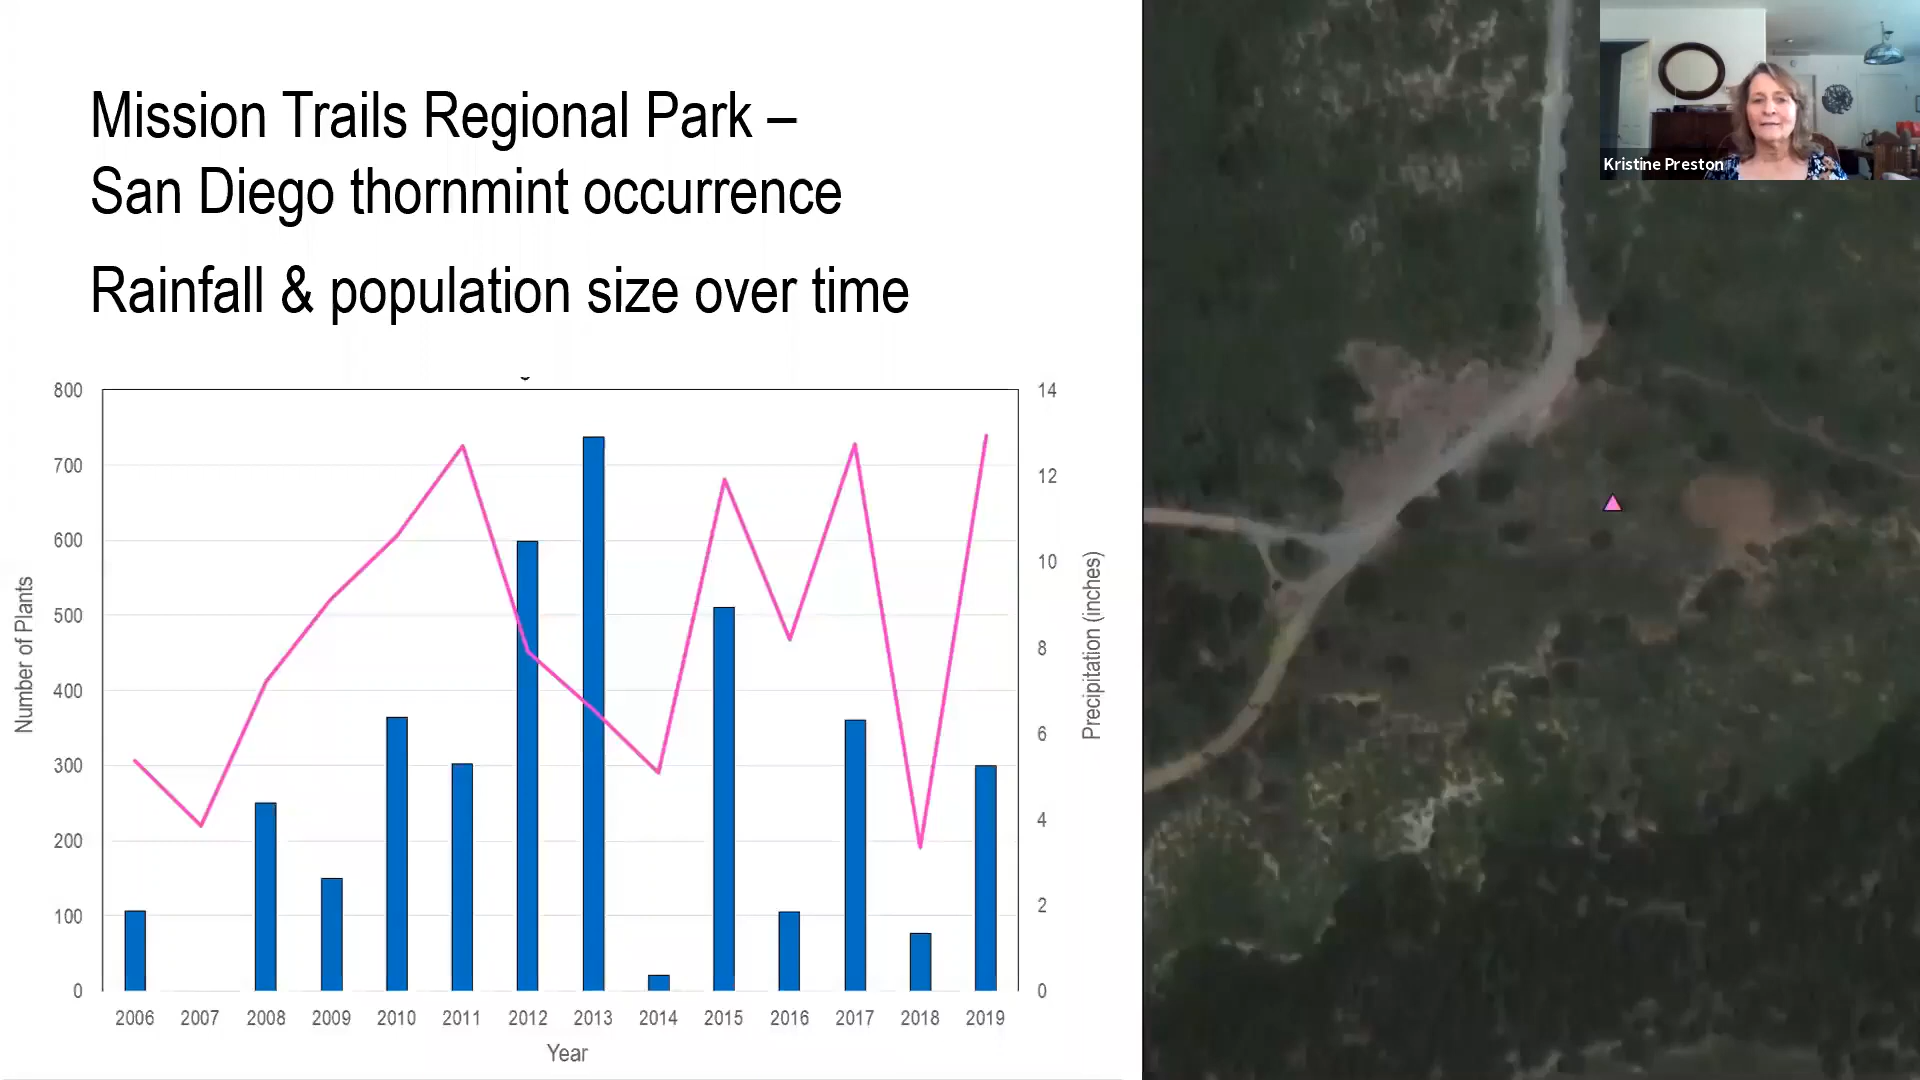 Mission Trails Regional Park –
San Diego thornmint occurrence
Rainfall & population size over time
Kristine Preston
800
700
600
500
400
300
200
100
0
Number of Plants
14
12
10
8
6
4
2
0
Precipitation (inches)
2006 2007 2008 2009 2010 2011 2012 2013 2014 2015 2016 2017 2018 2019
Year